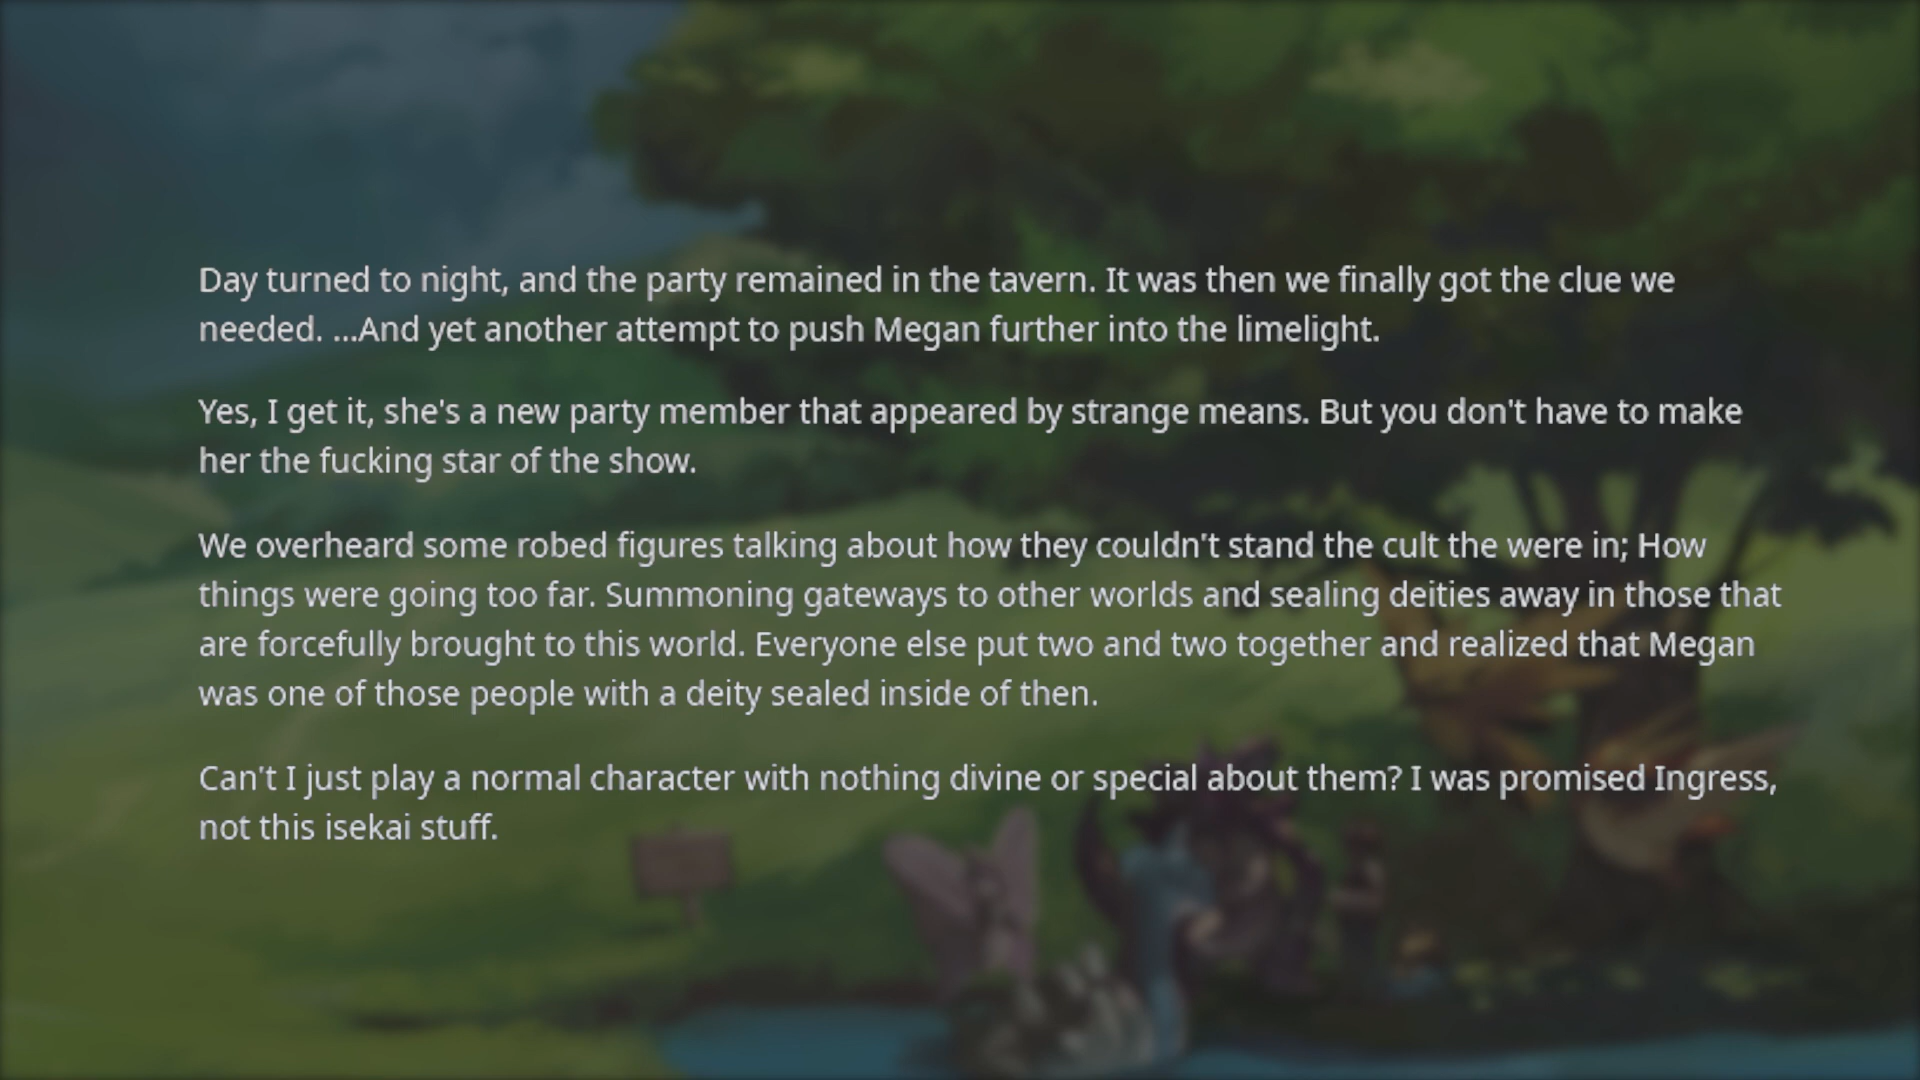 Day turned to night, and the party remained in the tavern. It was then we finally got the clue we
needed. ...And yet another attempt to push Megan further into the limelight.
Yes, I get it, she's a new party member that appeared by strange means. But you don't have to make
her the fucking star of the show.
We overheard some robed figures talking about how they couldn't stand the cult the were in; How
things were going too far. Summoning gateways to other worlds and sealing deities away in those that
are forcefully brought to this world. Everyone else put two and two together and realized that Megan
was one of those people with a deity sealed inside of then.
Can't I just play a normal character with nothing divine or special about them? I was promised Ingress,
not this isekai stuff.